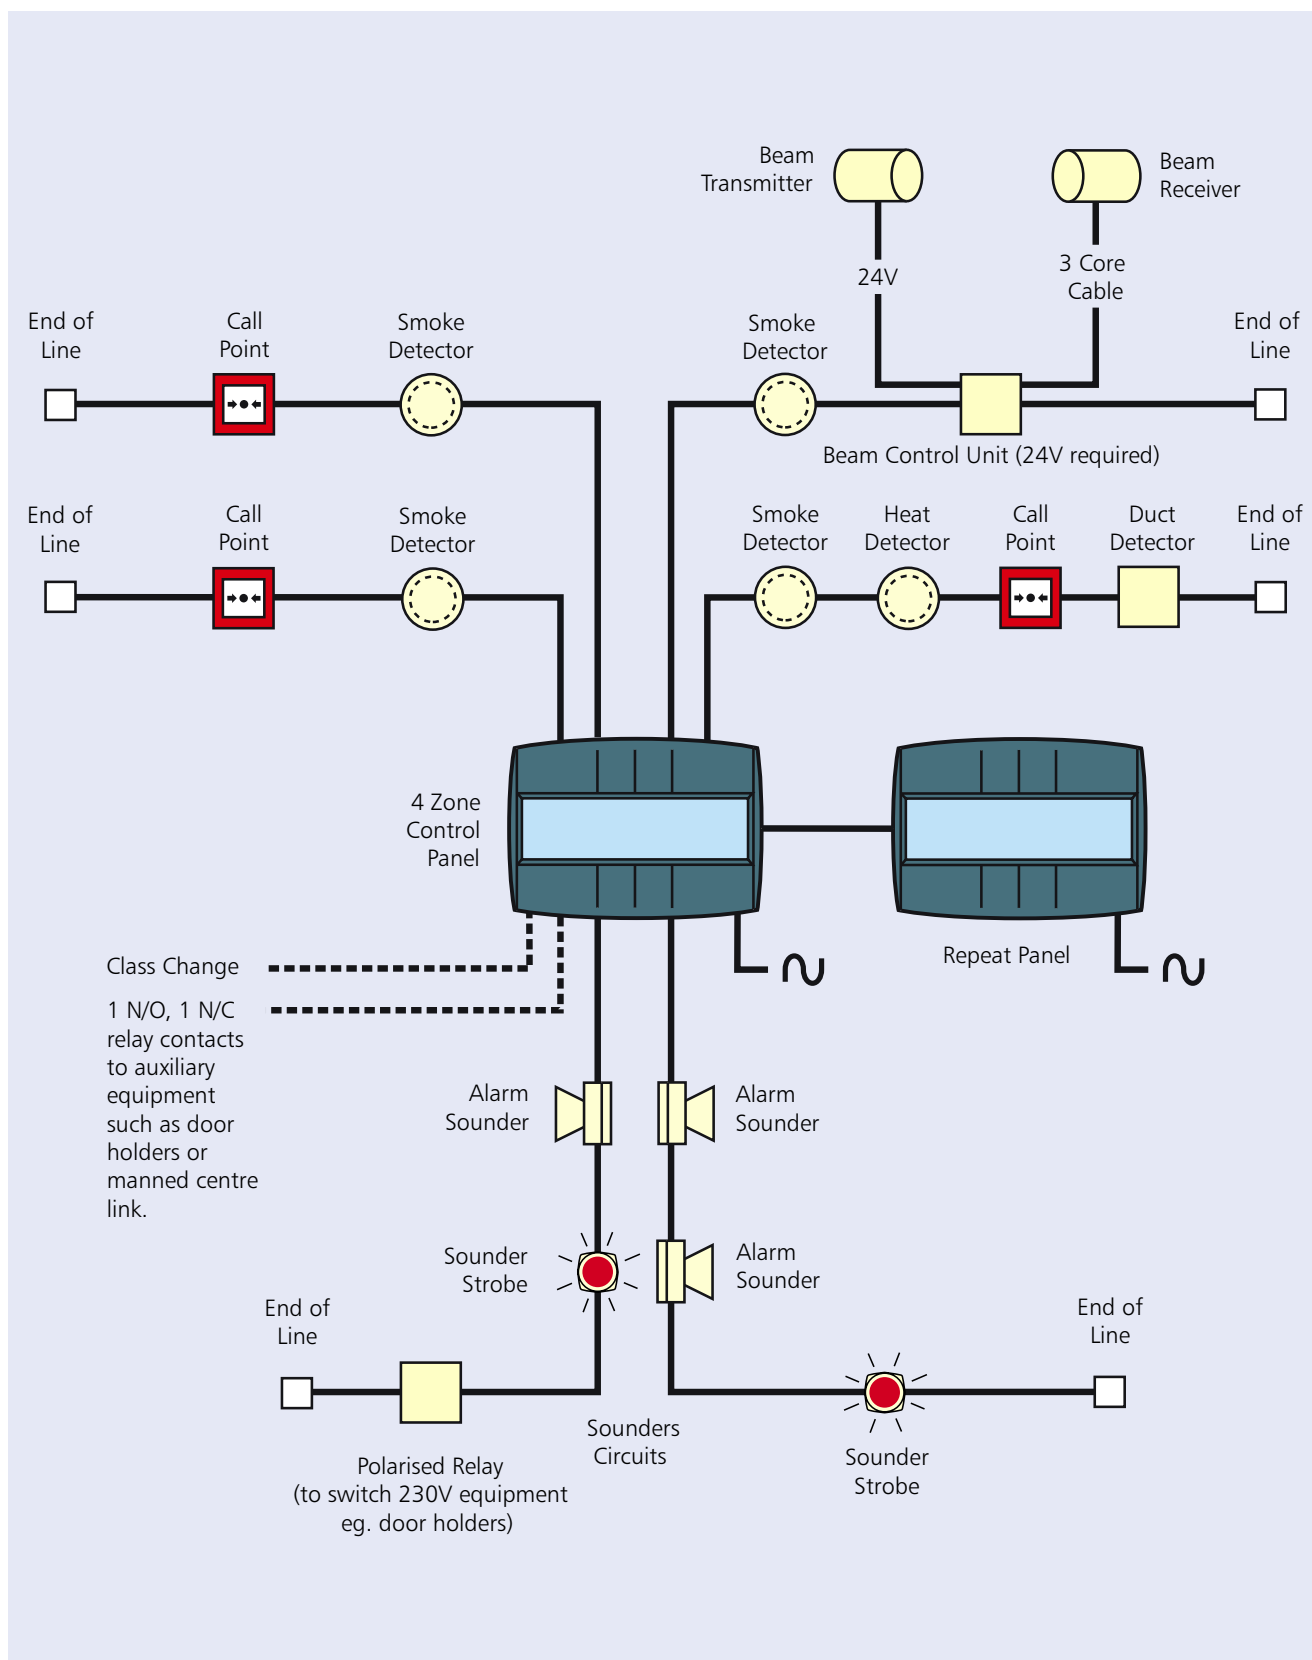 Beam
Transmitter
Beam
Receiver
24V
3 Core
Cable
End of
Line
Call
Point
Smoke
Detector
Smoke
Detector
End of
Line
Beam Control Unit (24V required)
End of
Line
Call
Point
Smoke
Detector
Smoke
Detector
Heat
Detector
Call
Point
Duct
Detector
End of
Line
4 Zone
Control
Panel
Repeat Panel
Class Change
1 N/O, 1 N/C
relay contacts
to auxiliary
equipment
such as door
holders or
manned centre
link.
Alarm
Sounder
Alarm
Sounder
Sounder
Strobe
Alarm
Sounder
End of
Line
End of
Line
Sounders
Circuits
Sounder
Strobe
Polarised Relay
(to switch 230V equipment
eg. door holders)